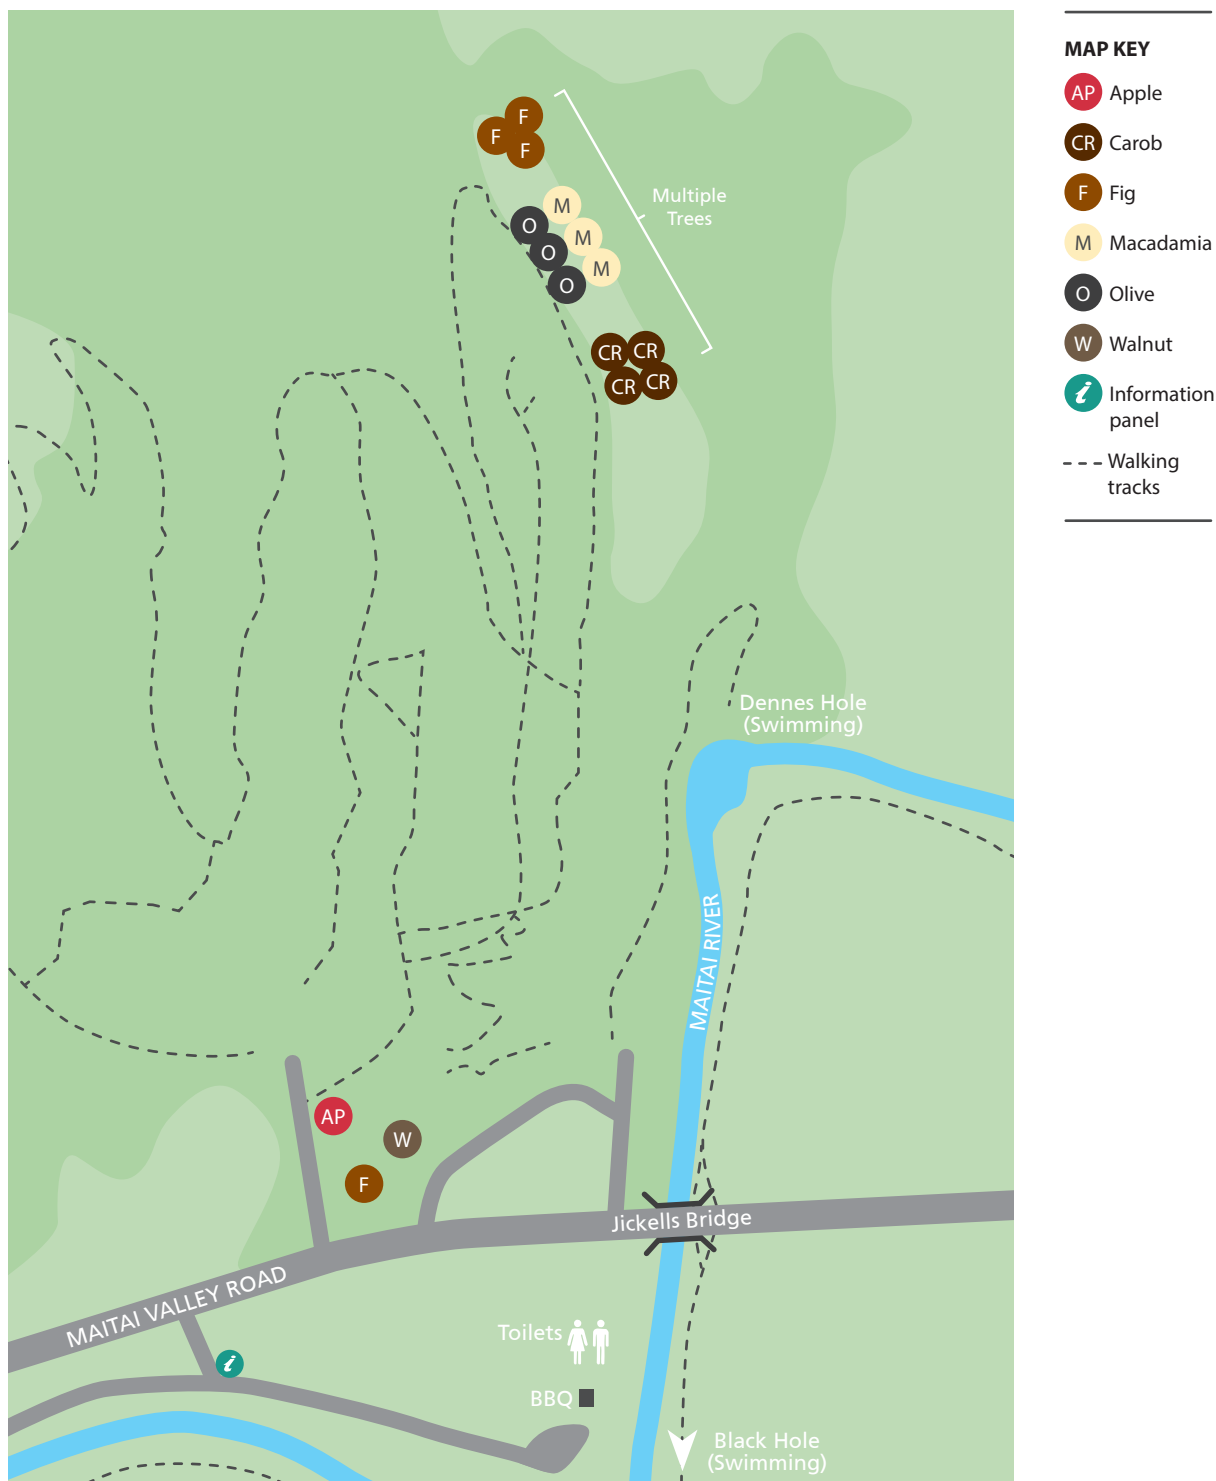 MAP KEY
AP Apple
CR Carob
F Fig
M Macadamia
O Olive
W Walnut
i Information
panel
Walking
tracks
F
F
F
Multiple
Trees
M
O
M
O
M
O
CR CR
CR CR
Dennes Hole
(Swimming)
MAITAI RIVER
AP
W
F
Jickells Bridge
MAITAI VALLEY ROAD
Toilets
i
BBQ
Black Hole
(Swimming)